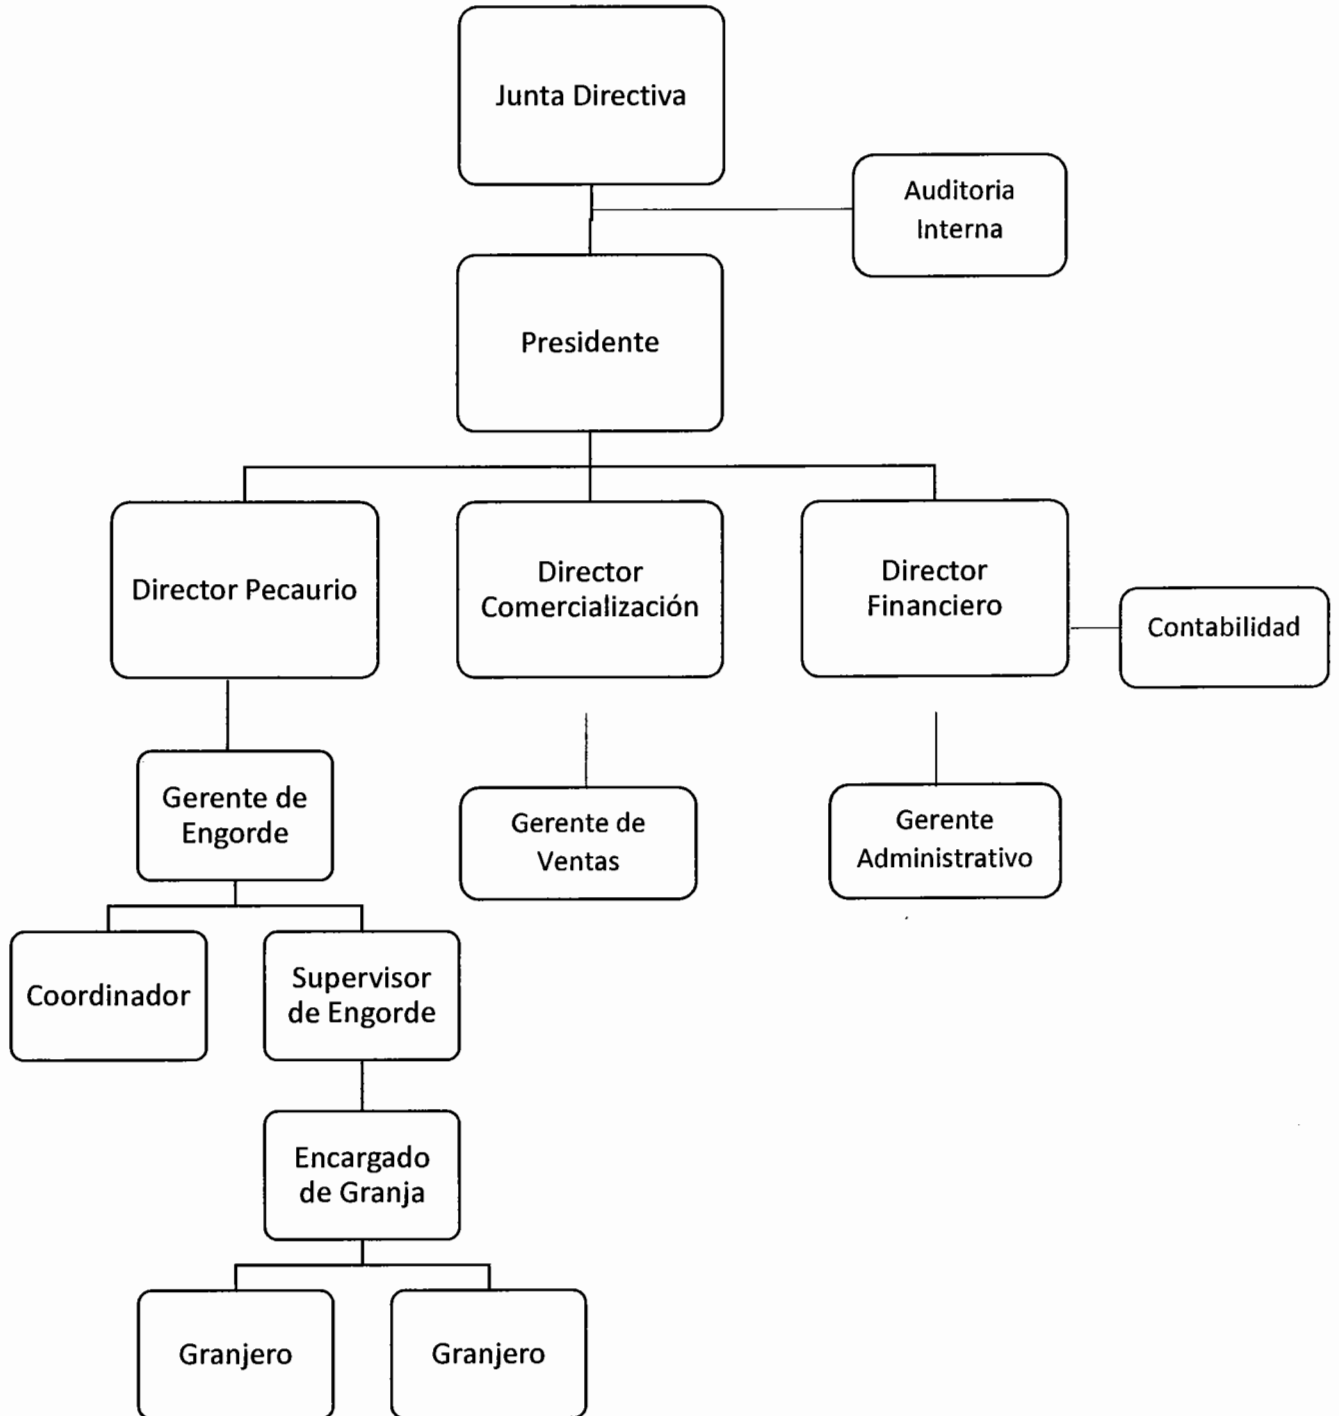 Junta Directiva
Auditoria
Interna
Presidente
Director Pecaurio
Director
Comercialización
Director
Financiero
Contabilidad
Gerente de
Engorde
Gerente de
Ventas
Gerente
Administrativo
Coordinador
Supervisor
de Engorde
Encargado
de Granja
Granjero
Granjero